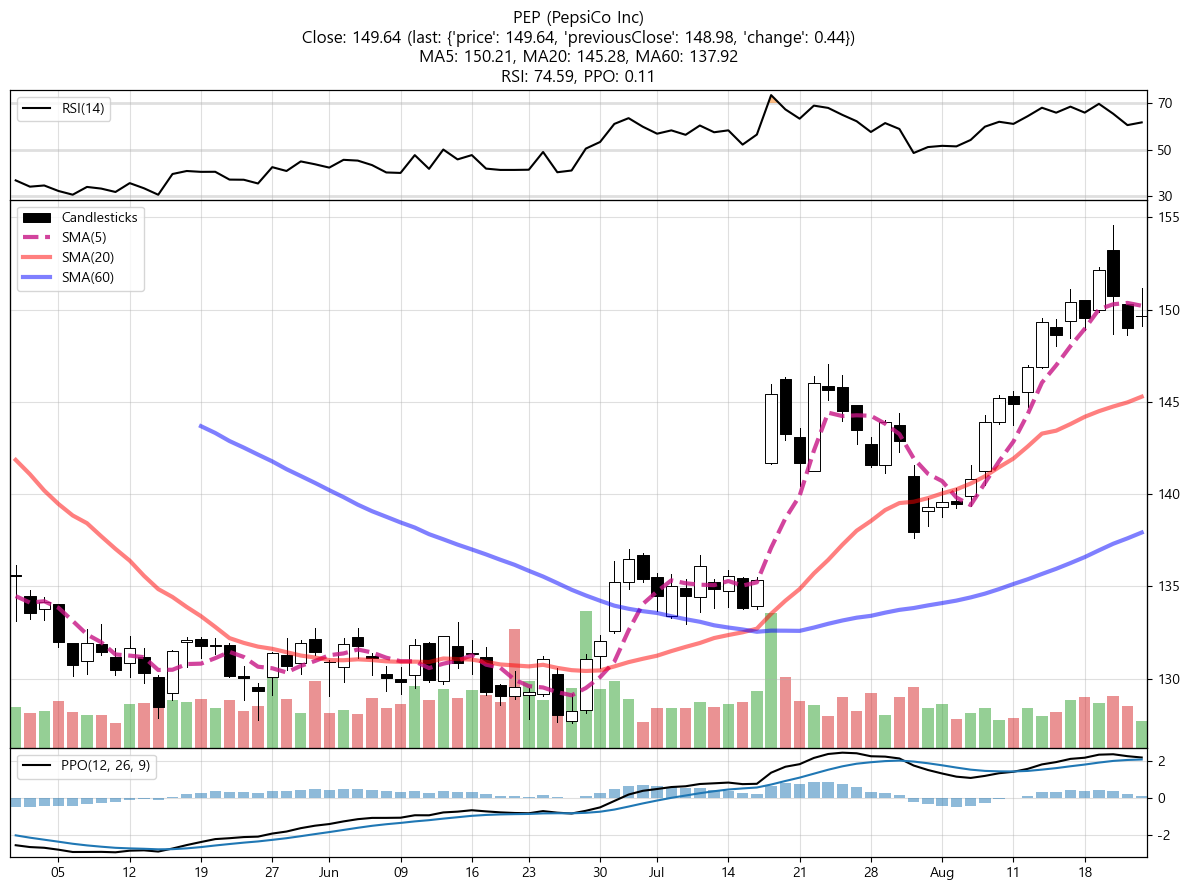 PEP (PepsiCo Inc)
Close: 149.64 (last: {'price': 149.64, 'previousClose': 148.98, 'change': 0.44})
MA5: 150.21, MA20: 145.28, MA60: 137.92
RSI: 74.59, PPO: 0.11
RSI(14)
70
50
30
Candlesticks
SMA(5)
SMA(20)
SMA(60)
155
150
145
140
135
130
PPO(12, 26, 9)
2
0
-2
05 12 19 27 Jun 09 16 23 30 Jul 14 21 28 Aug 11 18